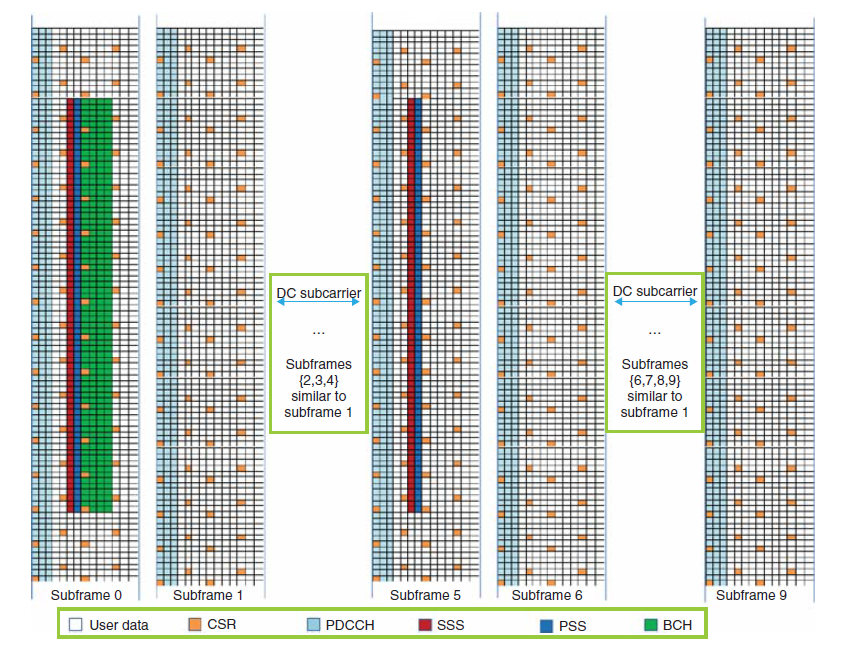 DC subcarrier
...
Subframes
{2,3,4}
similar to
subframe 1
DC subcarrier
...
Subframes
{6,7,8,9}
similar to
subframe 1
Subframe 0
Subframe 1
Subframe 5
Subframe 6
Subframe 9
User data
CSR
PDCCH
SSS
PSS
BCH